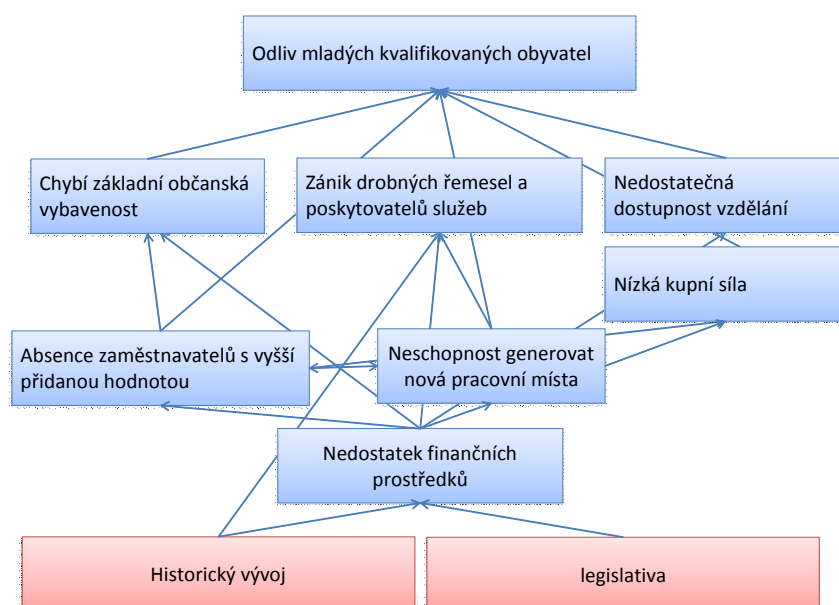 Odliv mladých kvalifikovaných obyvatel
Chybí základní občanská
vybavenost
Zánik drobných řemesel a
poskytovatelů služeb
Nedostatečná
dostupnost vzdělání
Nízká kupní síla
Absence zaměstnavatelů s vyšší
přidanou hodnotou
Neschopnost generovat
nová pracovní místa
Nedostatek finančních
prostředků
Historický vývoj
legislativa